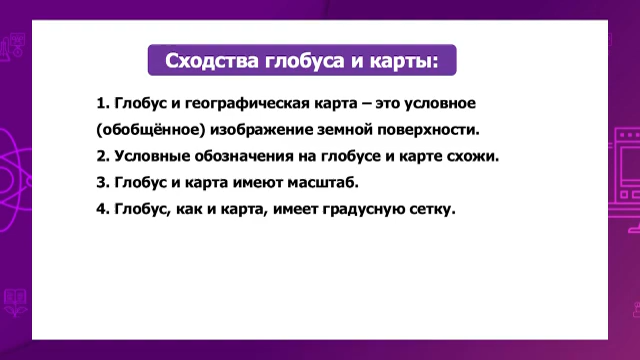 Сходства глобуса и карты:
1. Глобус и географическая карта – это условное
(обобщённое) изображение земной поверхности.
2. Условные обозначения на глобусе и карте схожи.
3. Глобус и карта имеют масштаб.
4. Глобус, как и карта, имеет градусную сетку.